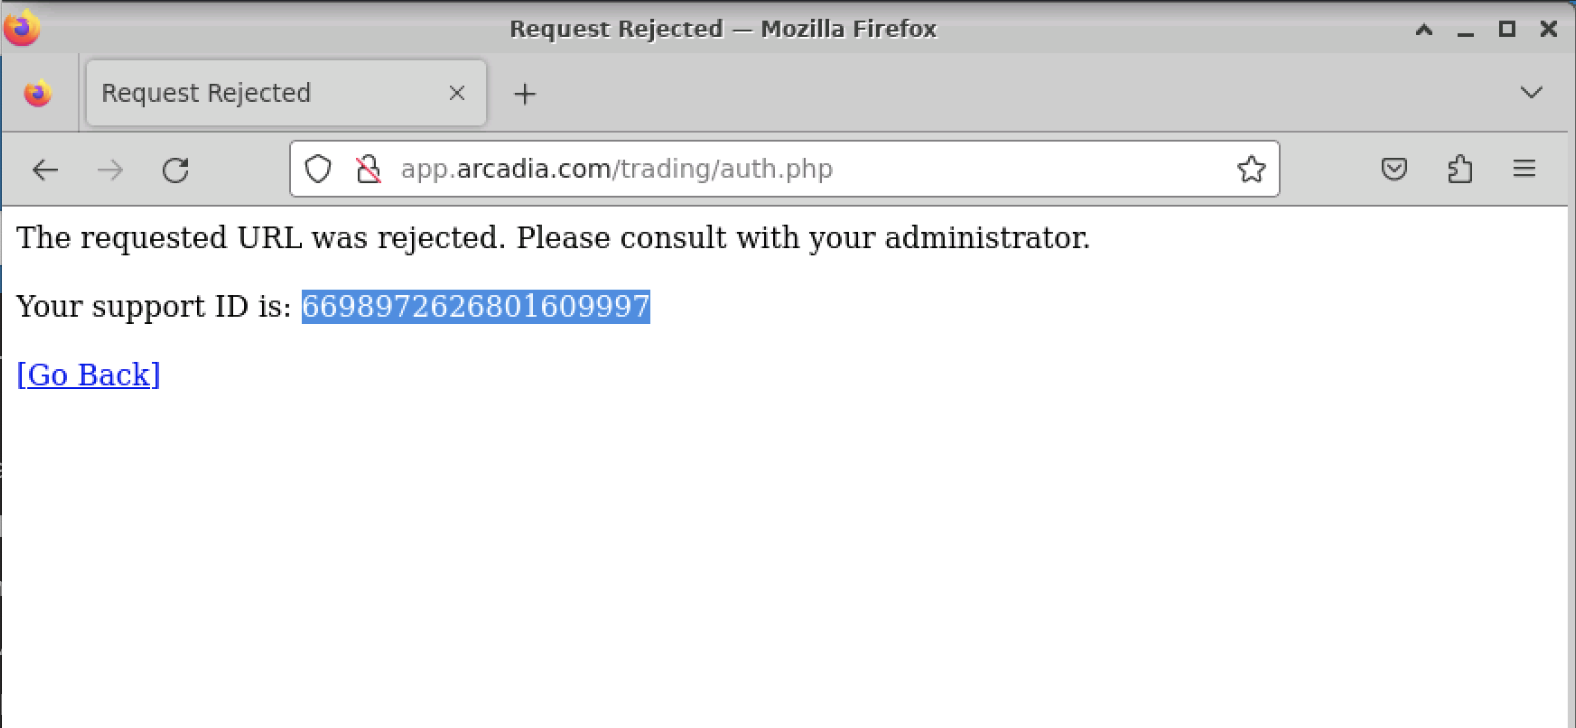 Request Rejected — Mozilla Firefox
Request Rejected
app.arcadia.com/trading/auth.php
The requested URL was rejected. Please consult with your administrator.
Your support ID is: 6698972626801609997
[Go Back]